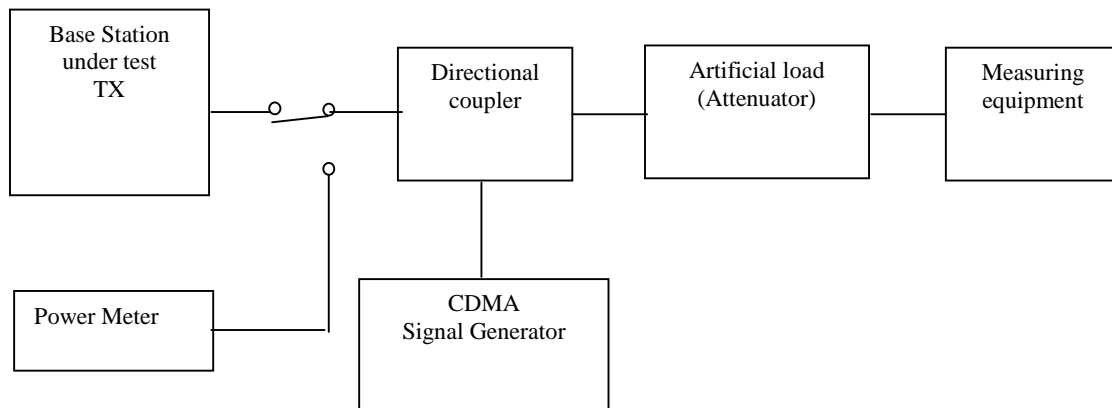 Base Station
under test
TX
Directional
coupler
Artificial load
(Attenuator)
Measuring
equipment
Power Meter
CDMA
Signal Generator